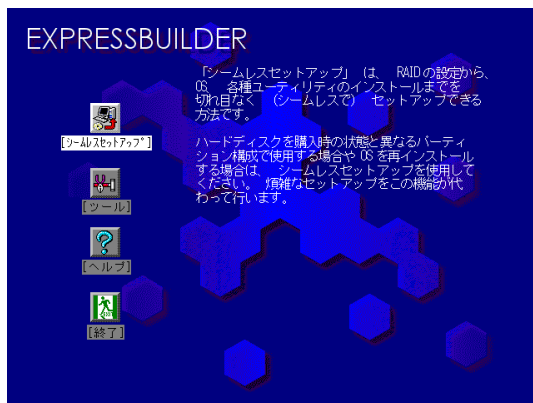 EXPRESSBUILDER
「シームレスセットアップ」 は、 RAIDの設定から、
OS、 各種ユーティリティのインストールまでを
切れ目なく (シームレスで) セットアップできる
方法です。
ハードディスクを購入時の状態と異なるパーティ
ション構成で使用する場合や OS を再インストール
する場合は、 シームレスセットアップを使用して
ください。 煩雑なセットアップをこの機能が代
わって行います。
[シームレスセットアップ]
[ツール]
[ヘルプ]
EXIT
[終了]